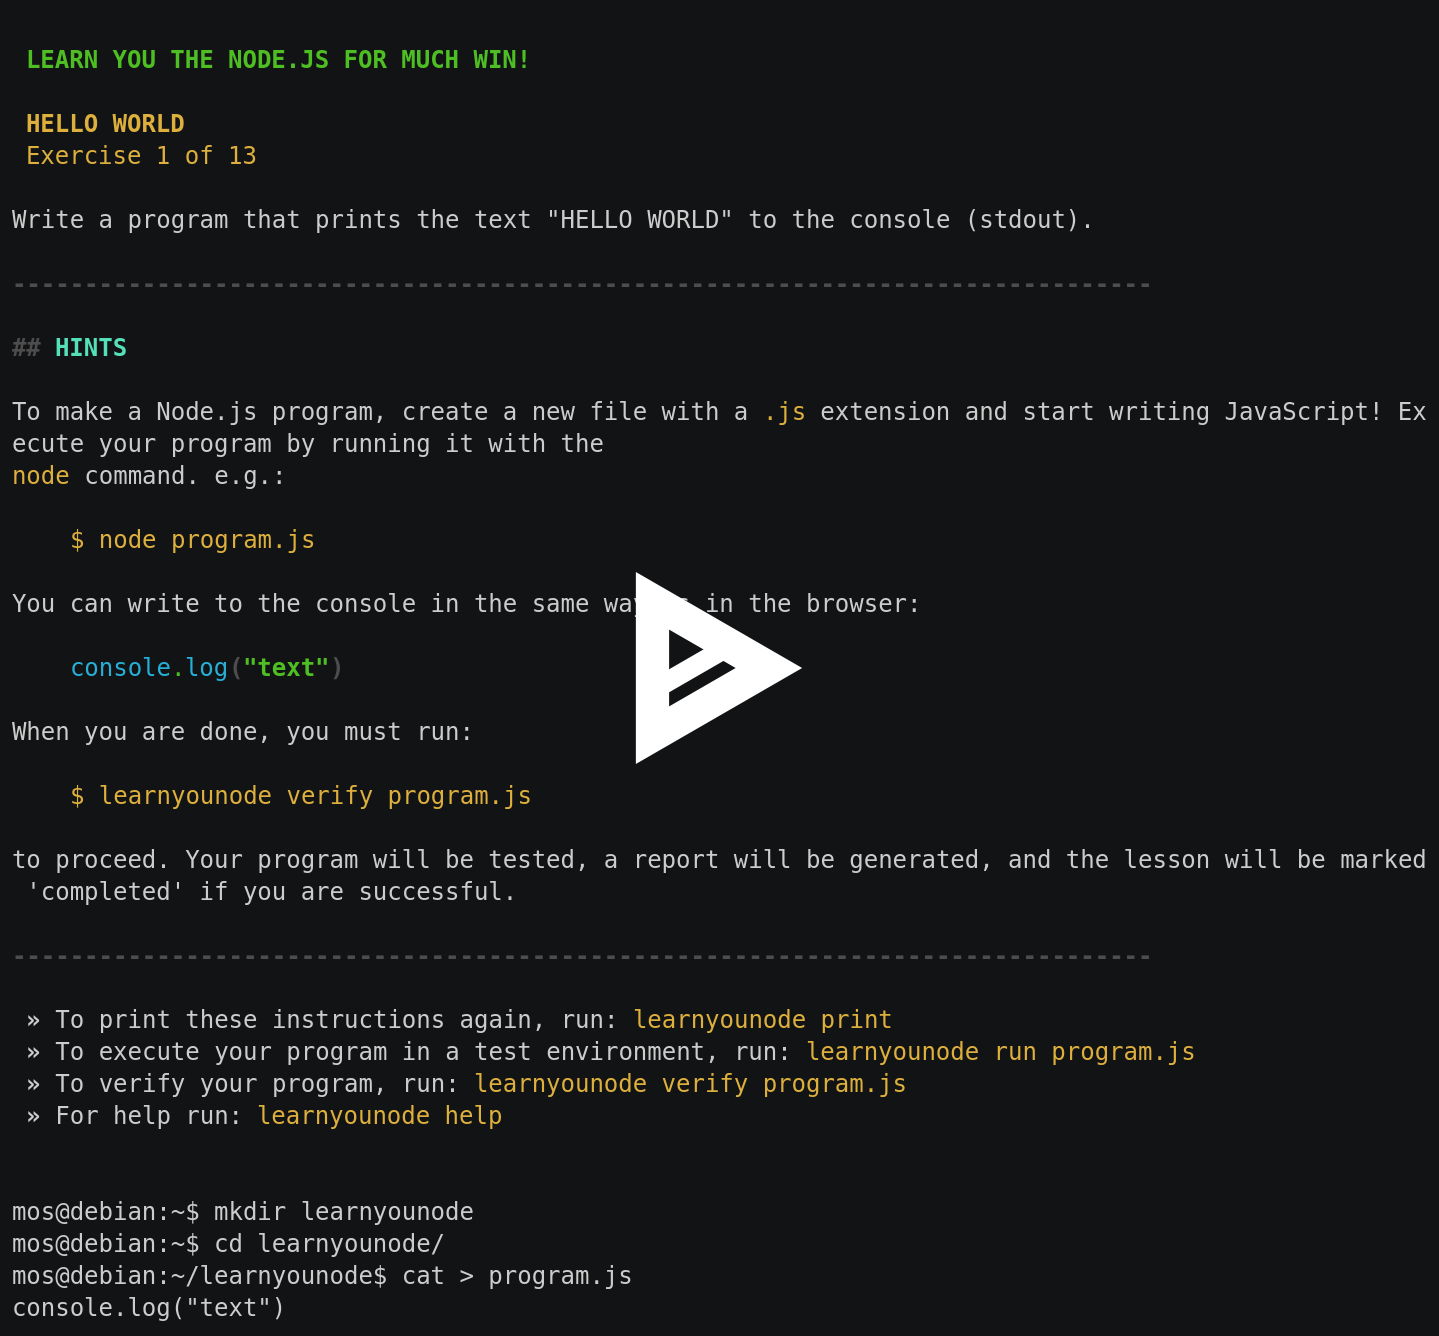 LEARN YOU THE NODE.JS FOR MUCH WIN!
HELLO WORLD
Exercise 1 of 13
Write a program that prints the text "HELLO WORLD" to the console (stdout).
-------------------------------------------------------------------------------
## HINTS
To make a Node.js program, create a new file with a .js extension and start writing JavaScript! Ex
ecute your program by running it with the
node command. e.g.:
$ node program.js
You can write to the console in the same way in the browser:
console.log("text")
When you are done, you must run:
$ learnyounode verify program.js
to proceed. Your program will be tested, a report will be generated, and the lesson will be marked
'completed' if you are successful.
-------------------------------------------------------------------------------
» To print these instructions again, run: learnyounode print
» To execute your program in a test environment, run: learnyounode run program.js
» To verify your program, run: learnyounode verify program.js
» For help run: learnyounode help
mos@debian:~$ mkdir learnyounode
mos@debian:~$ cd learnyounode/
mos@debian:~/learnyounode$ cat > program.js
console.log("text")